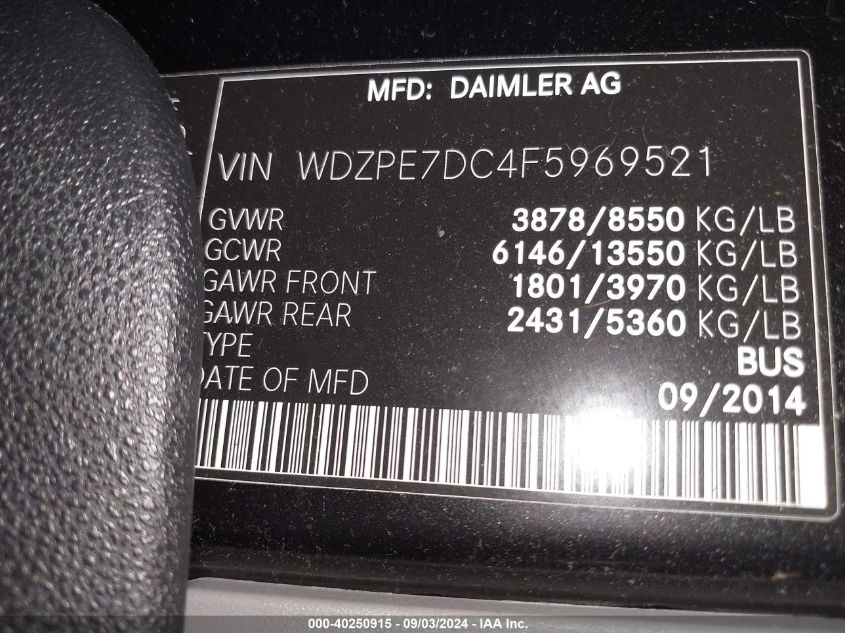 MFD: DAIMLER AG
VIN WDZPE7DC4F5969521
GVWR 3878/8550 KG/LB
GCWR 6146/13550 KG/LB
GAWR FRONT 1801/3970 KG/LB
GAWR REAR 2431/5360 KG/LB
TYPE BUS
DATE OF MFD 09/2014
000-40250915 - 09/03/2024 - IAA Inc.